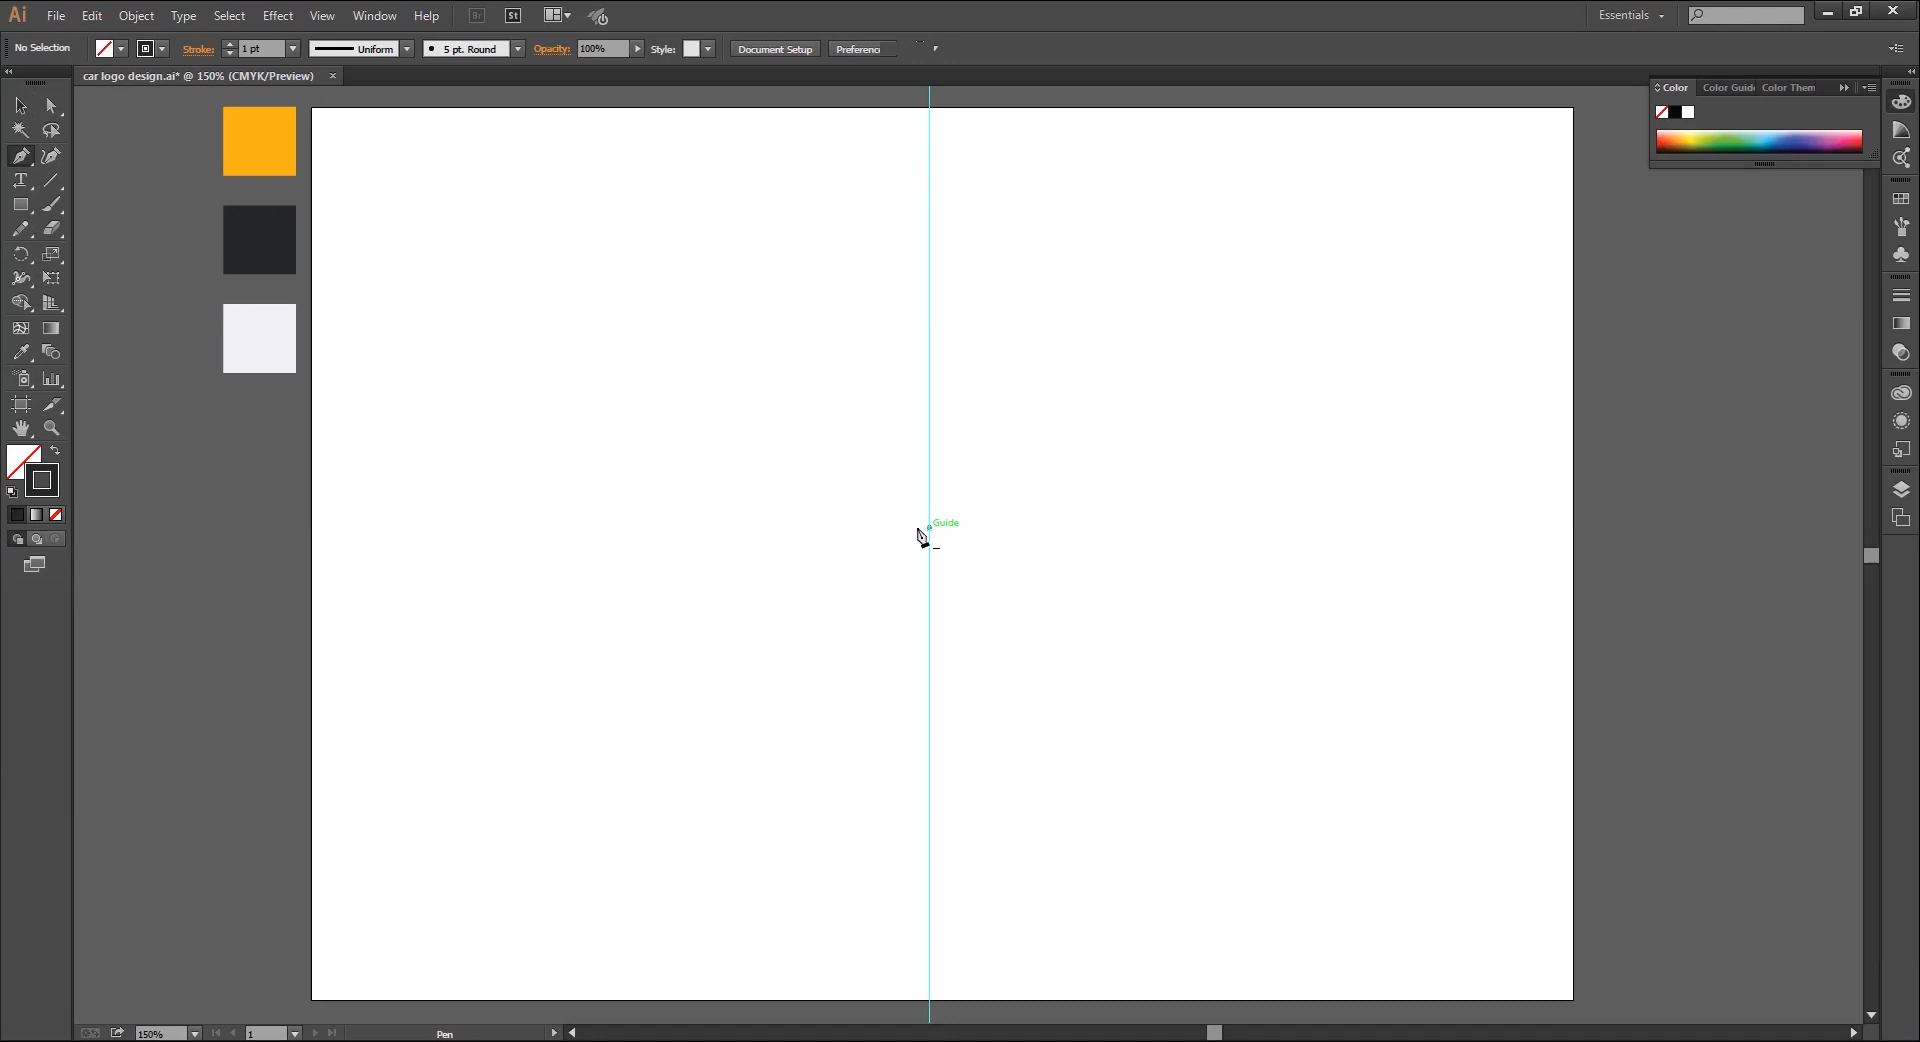 Ai File Edit Object Type Select Effect View Window Help Br St Essentials
No Selection Stroke: 1 pt Uniform 5 pt. Round Opacity: 100% Style: Document Setup Preferenci
car logo design.ai* @ 150% (CMYK/Preview) ×
Color Color Guid Color Them
Guide
150% 1 Pen